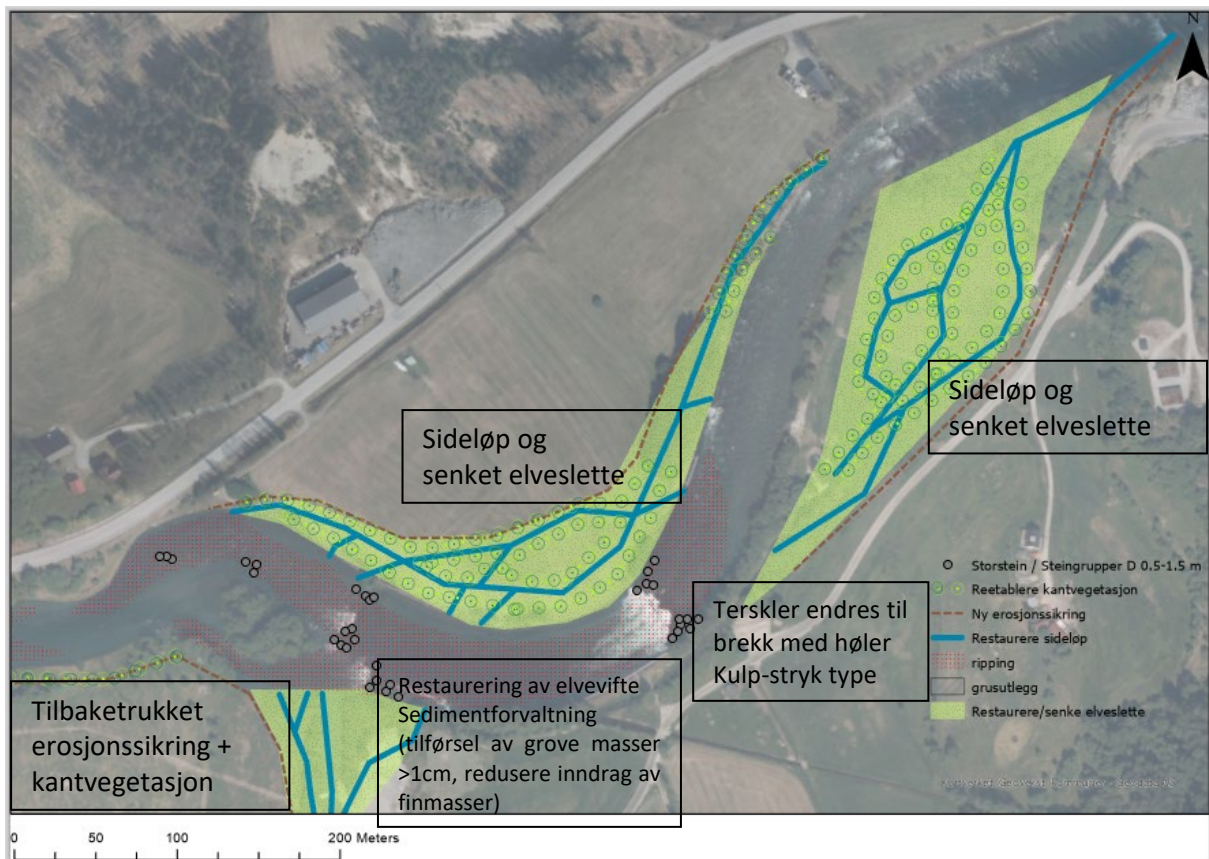 N
Sideløp og
senket elveslette
Sideløp og
senket elveslette
Storstein / Steingrupper D 0.5-1.5 m
Reetablere kantvegetasjon
Ny erosjonssikring
Restaurere sideløp
ripping
grusutlegg
Restaurere/senke elveslette
Terskler endres til
brekk med høler
Kulp-stryk type
Restaurering av elvevifte
Sedimentforvaltning
(tilførsel av grove masser
>1cm, redusere inndrag av
finmasser)
Tilbaketrukket
erosjonssikring +
kantvegetasjon
0 50 100 200 Meters